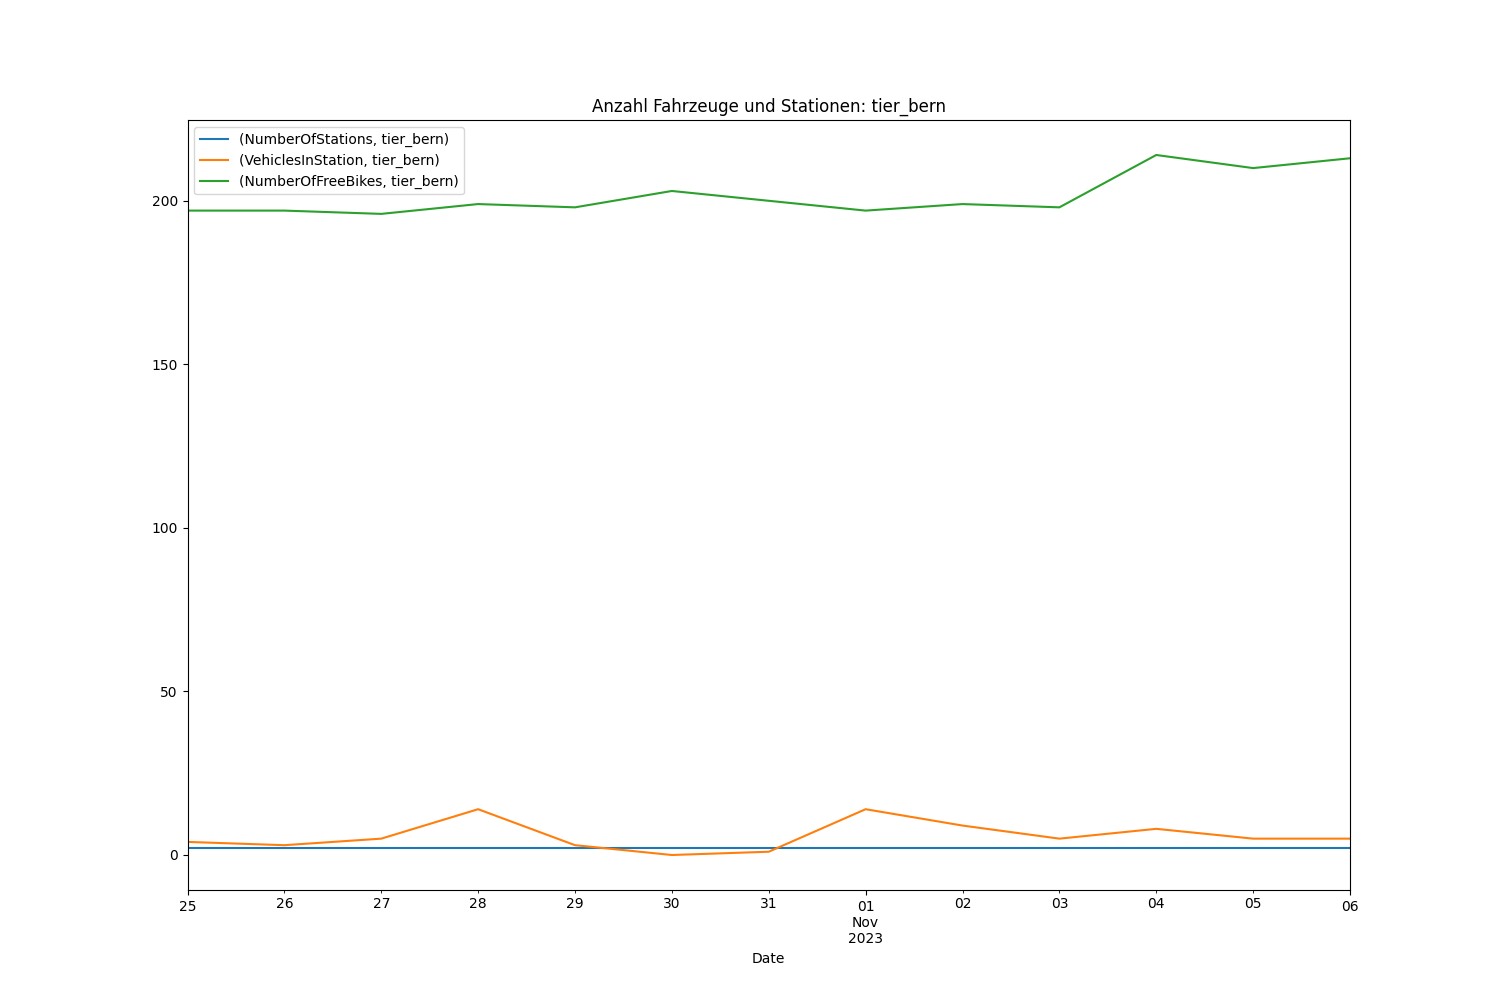 Anzahl Fahrzeuge und Stationen: tier_bern
(NumberOfStations, tier_bern)
(VehiclesInStation, tier_bern)
(NumberOfFreeBikes, tier_bern)
200
150
100
50
0
25 26 27 28 29 30 31 01 02 03 04 05 06
Nov
2023
Date